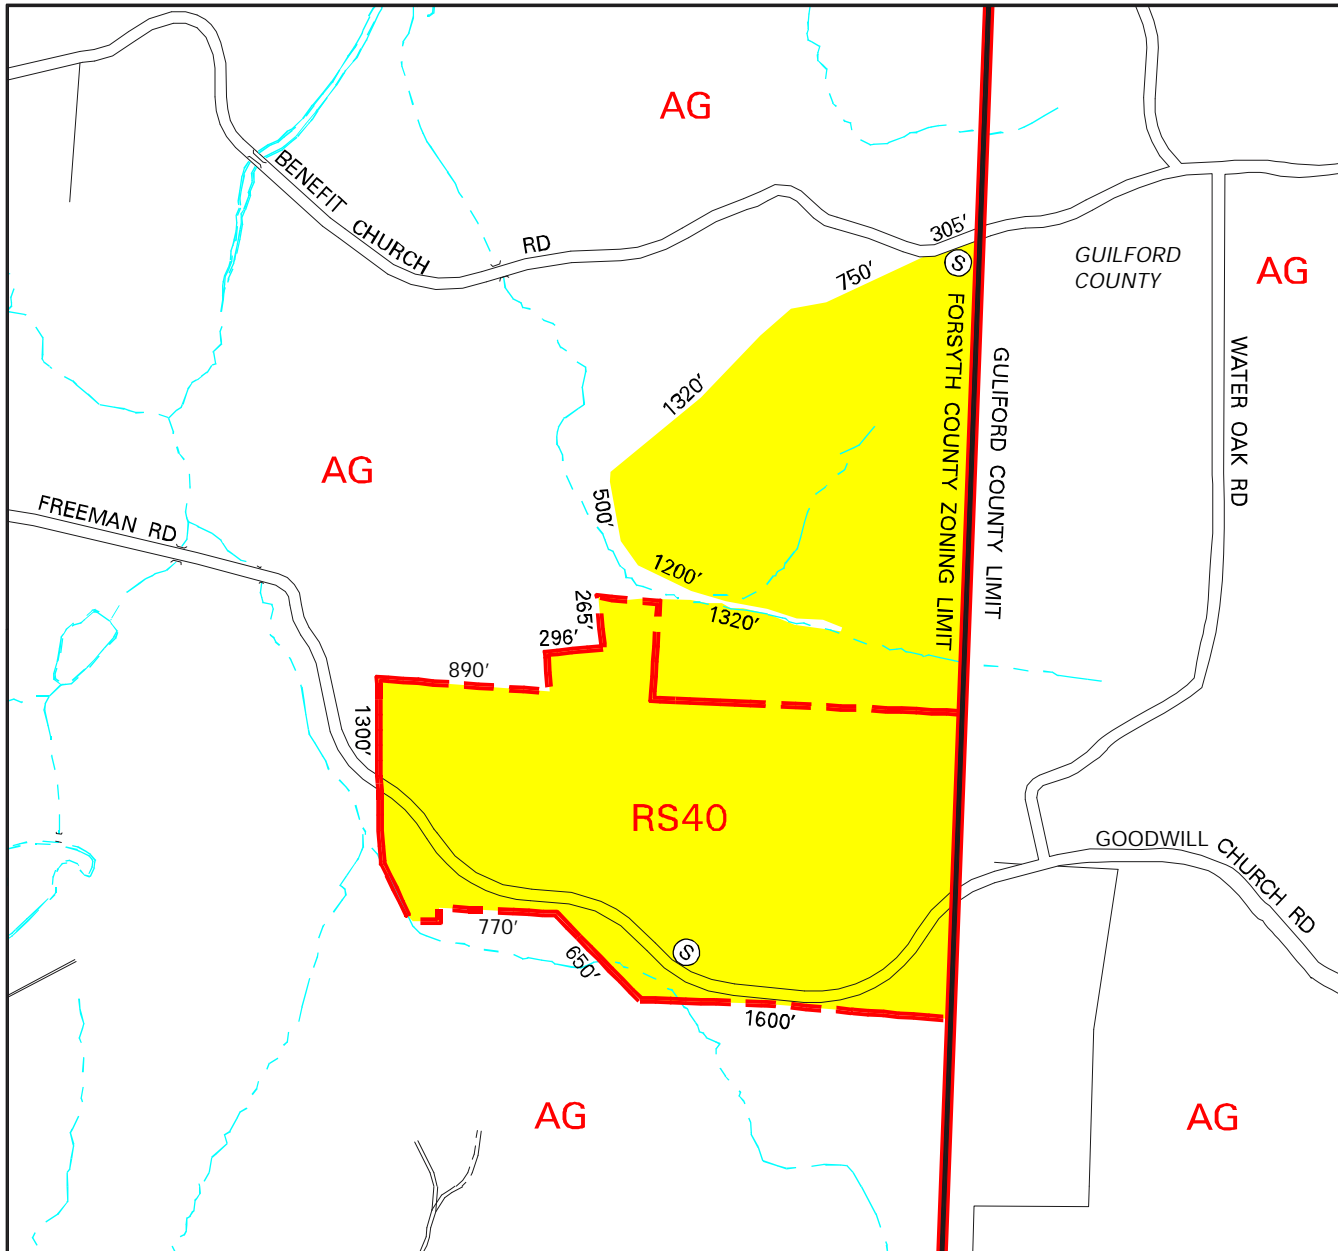 AG
BENEFIT CHURCH RD
305'
S
750'
GUILFORD
COUNTY
AG
FORSYTH COUNTY ZONING LIMIT
GULIFORD COUNTY LIMIT
WATER OAK RD
1320'
AG
500'
FREEMAN RD
1200'
1320'
265'
296'
890'
1300'
RS40
GOODWILL CHURCH RD
770'
650'
S
1600'
AG
AG